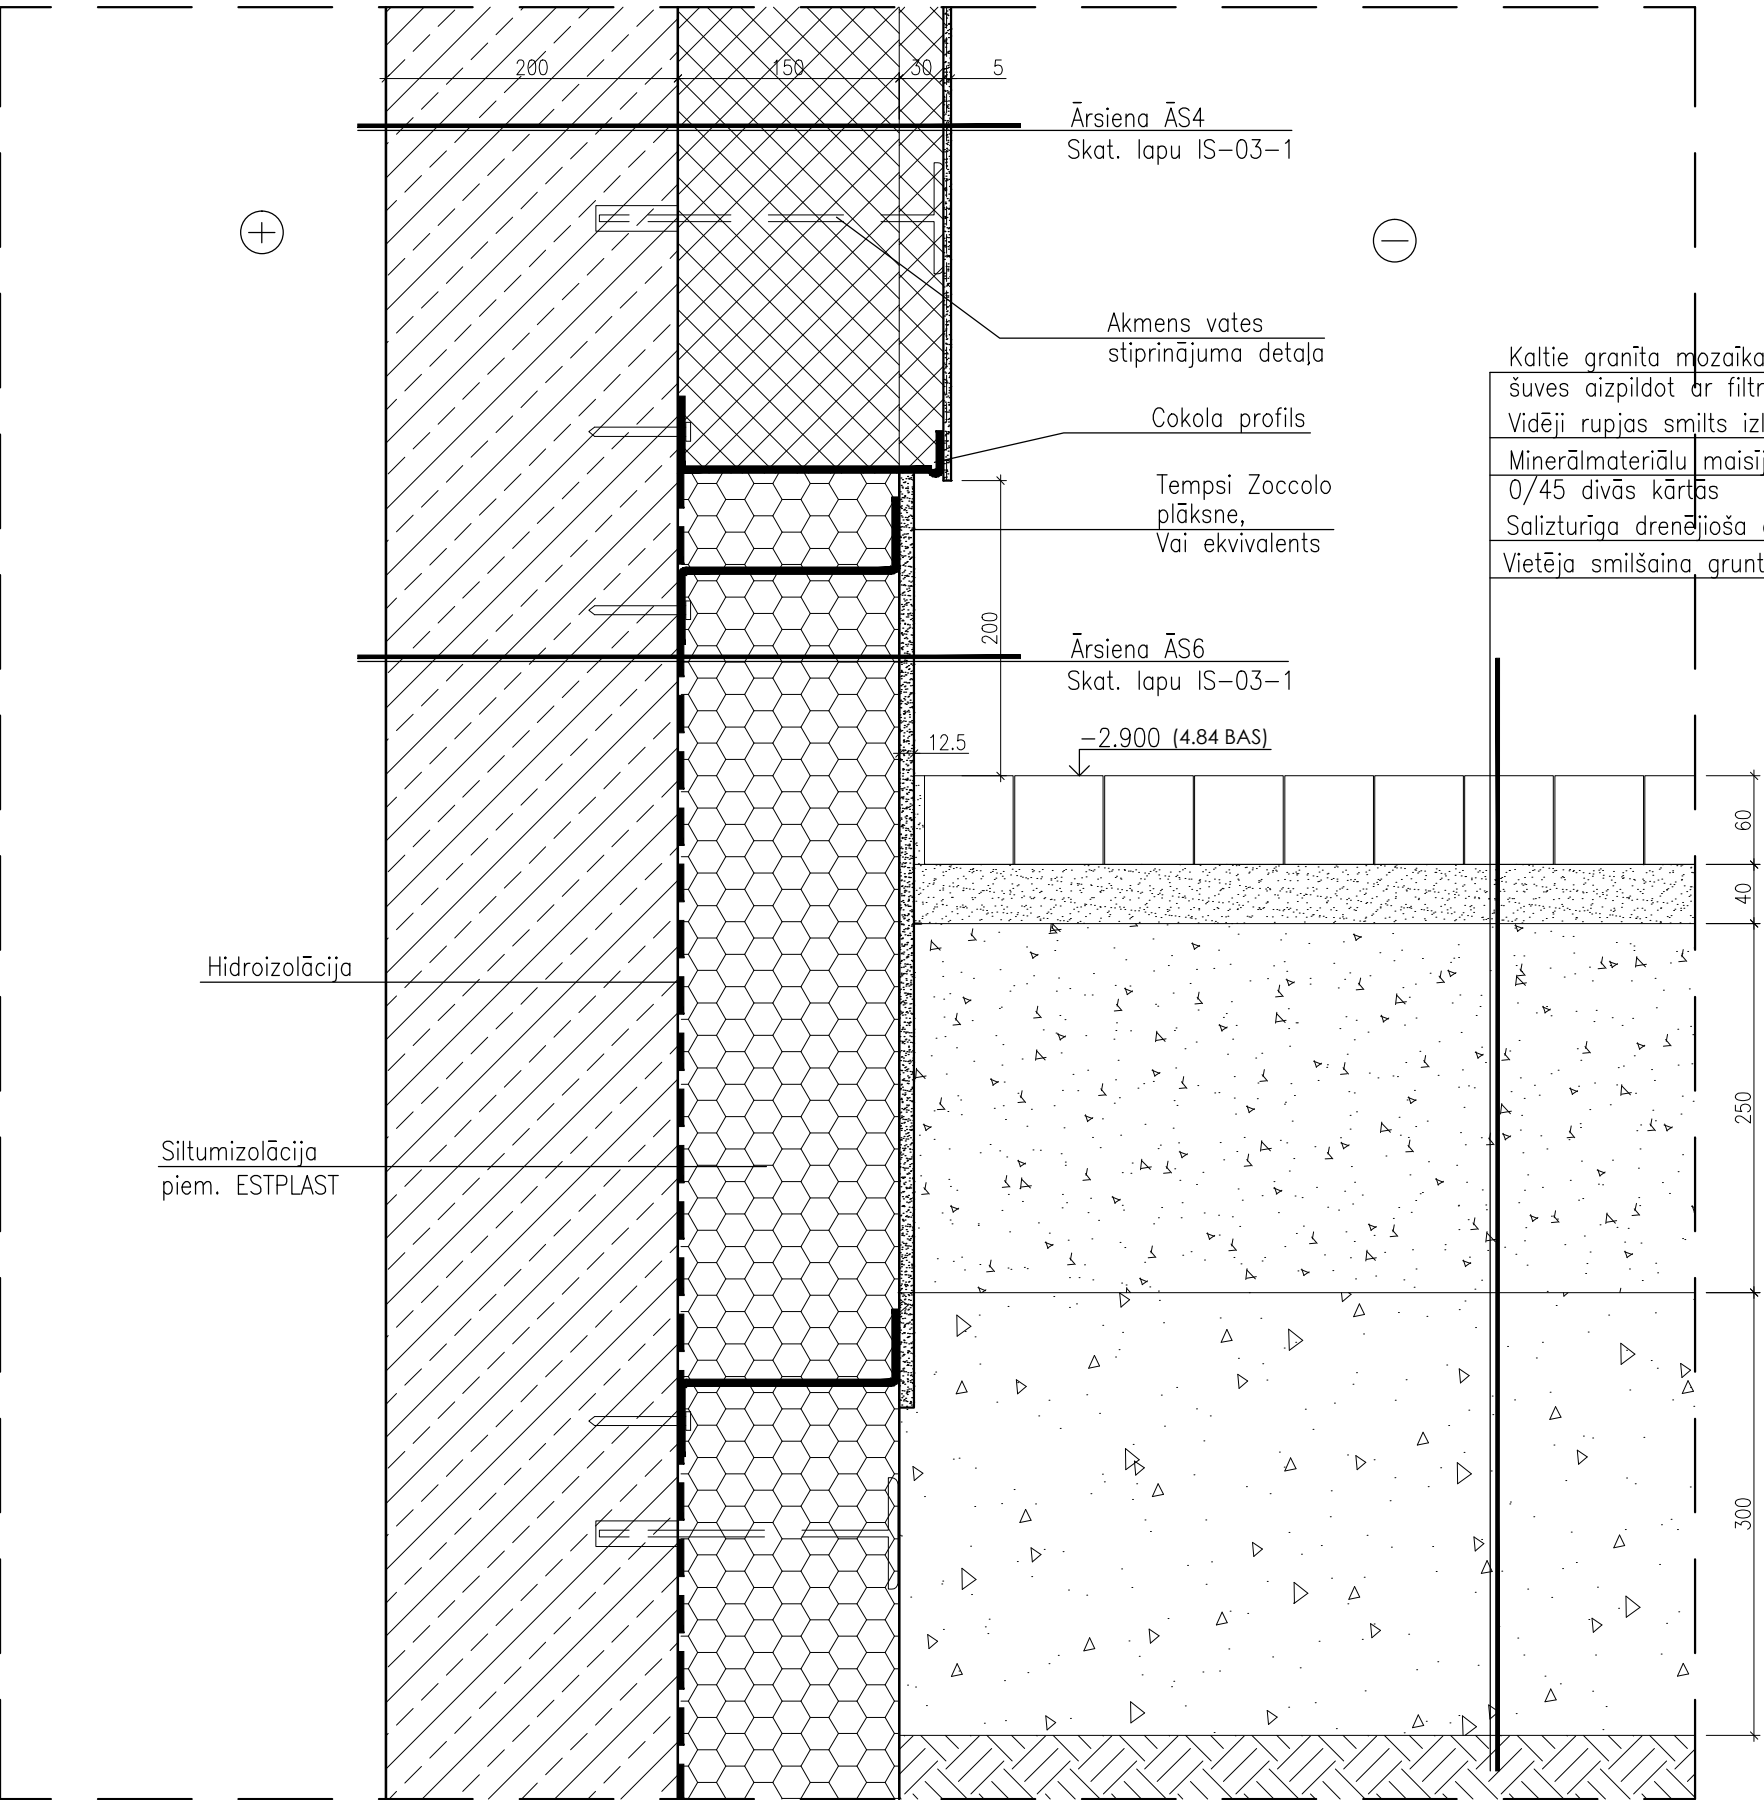 200 150 30 5
Ārsiena ĀS4
Skat. lapu IS-03-1
Akmens vates
stiprinājuma detaļa
Cokola profils
Tempsi Zoccolo
plāksne,
Vai ekvivalents
Kaltie granīta mozaīka
šuves aizpildot ar filtr
Vidēji rupjas smilts
Minerālmateriālu
0/45 divās kārtās
Salizturīga drenējioša
Vietēja smilšaina grunt
200
Ārsiena ĀS6
Skat. lapu IS-03-1
12.5
-2.900 (4.84 BAS)
60
40
Hidroizolācija
250
Siltumizolācija
piem. ESTPLAST
300